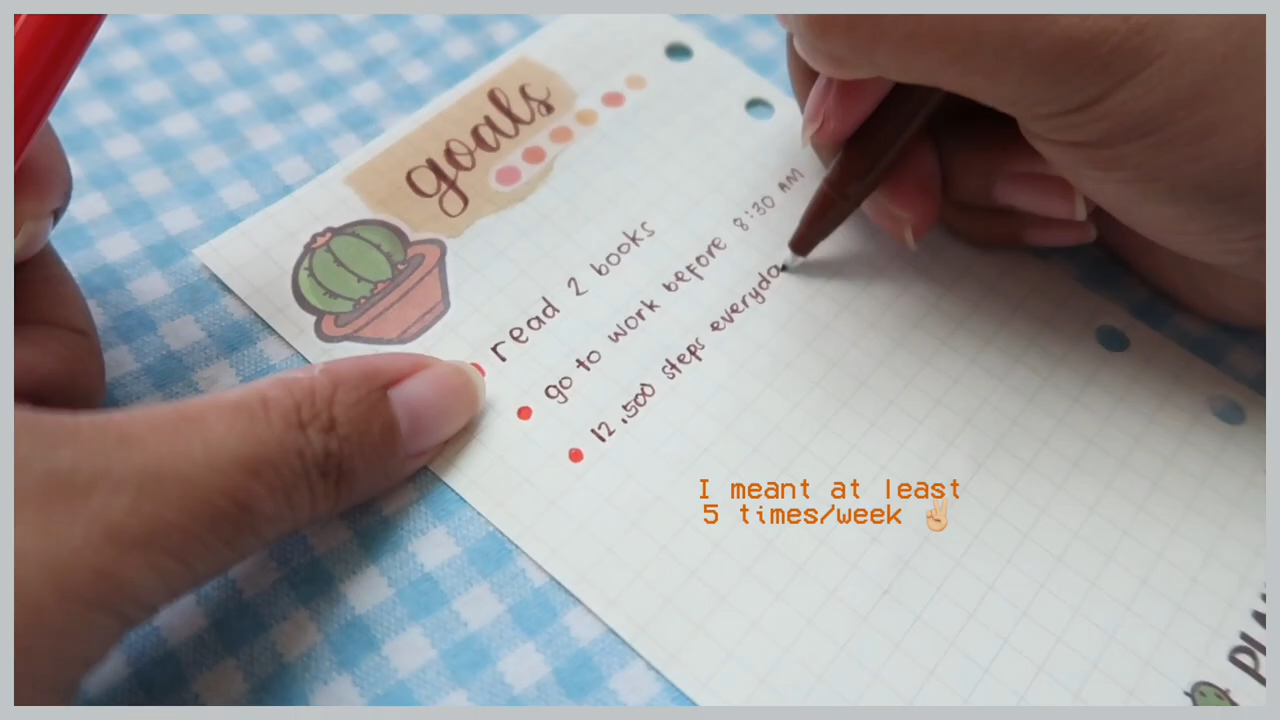 goals
read 2 books
go to work before 8:30 AM
12,500 steps everyda
I meant at least
5 times/week ✌🏼